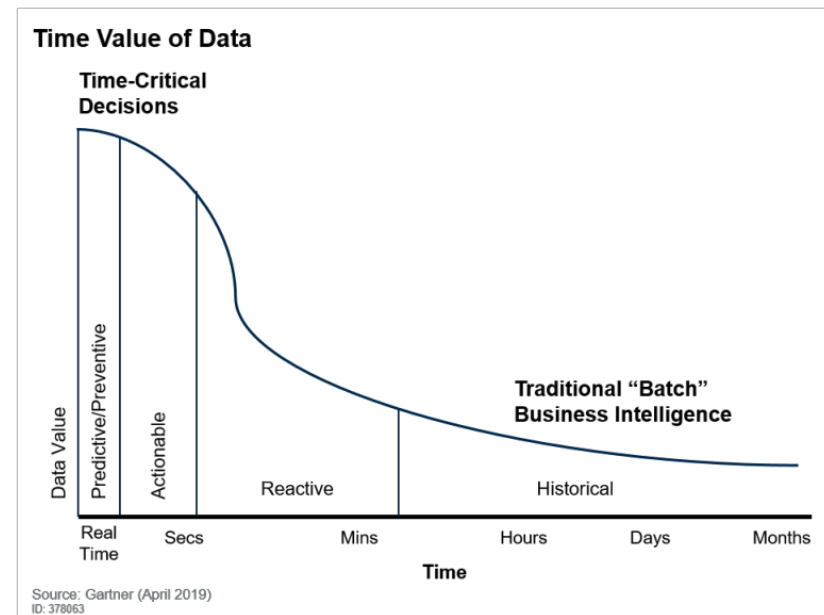 Time Value of Data
Time-Critical
Decisions
Data Value
Predictive/Preventive
Actionable
Reactive
Historical
Traditional “Batch”
Business Intelligence
Real
Time
Secs
Mins
Hours
Days
Months
Time
Source: Gartner (April 2019)
ID: 378063